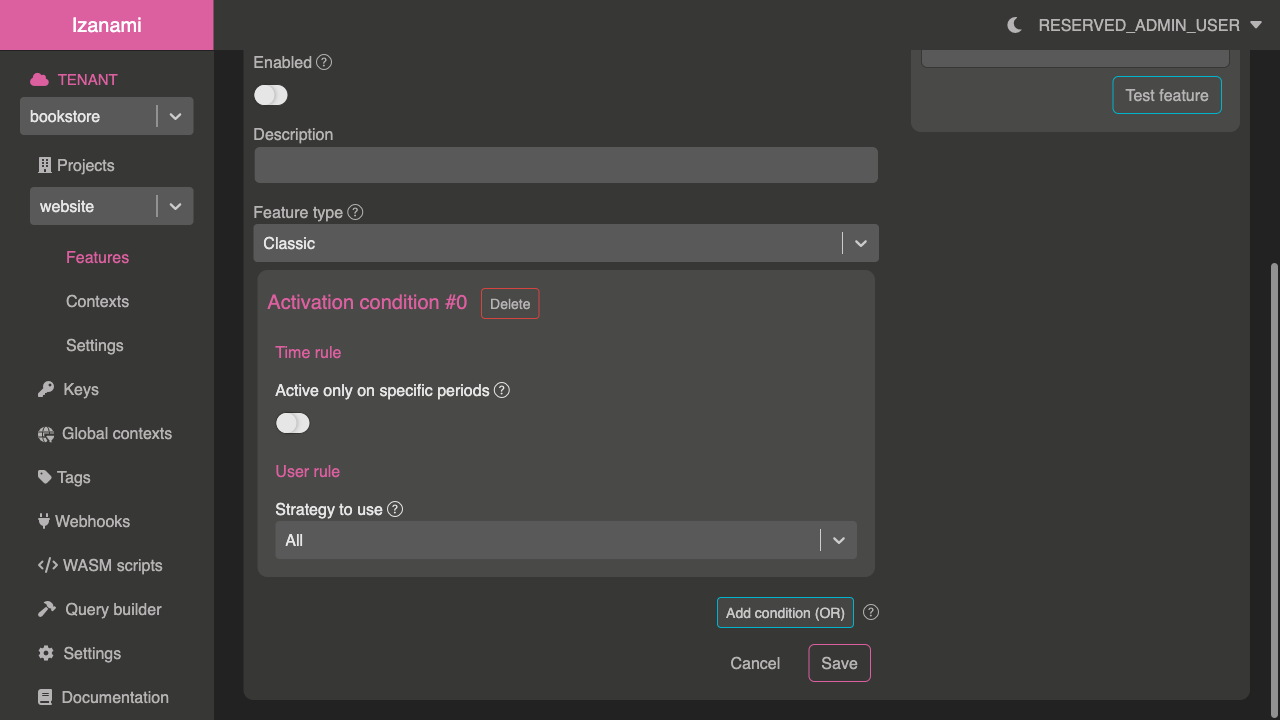 Izanami
RESERVED_ADMIN_USER
TENANT
bookstore
Projects
website
Features
Contexts
Settings
Keys
Global contexts
Tags
Webhooks
WASM scripts
Query builder
Settings
Documentation
Enabled
Description
Feature type
Classic
Activation condition #0
Delete
Time rule
Active only on specific periods
User rule
Strategy to use
All
Add condition (OR)
Cancel
Save
Test feature